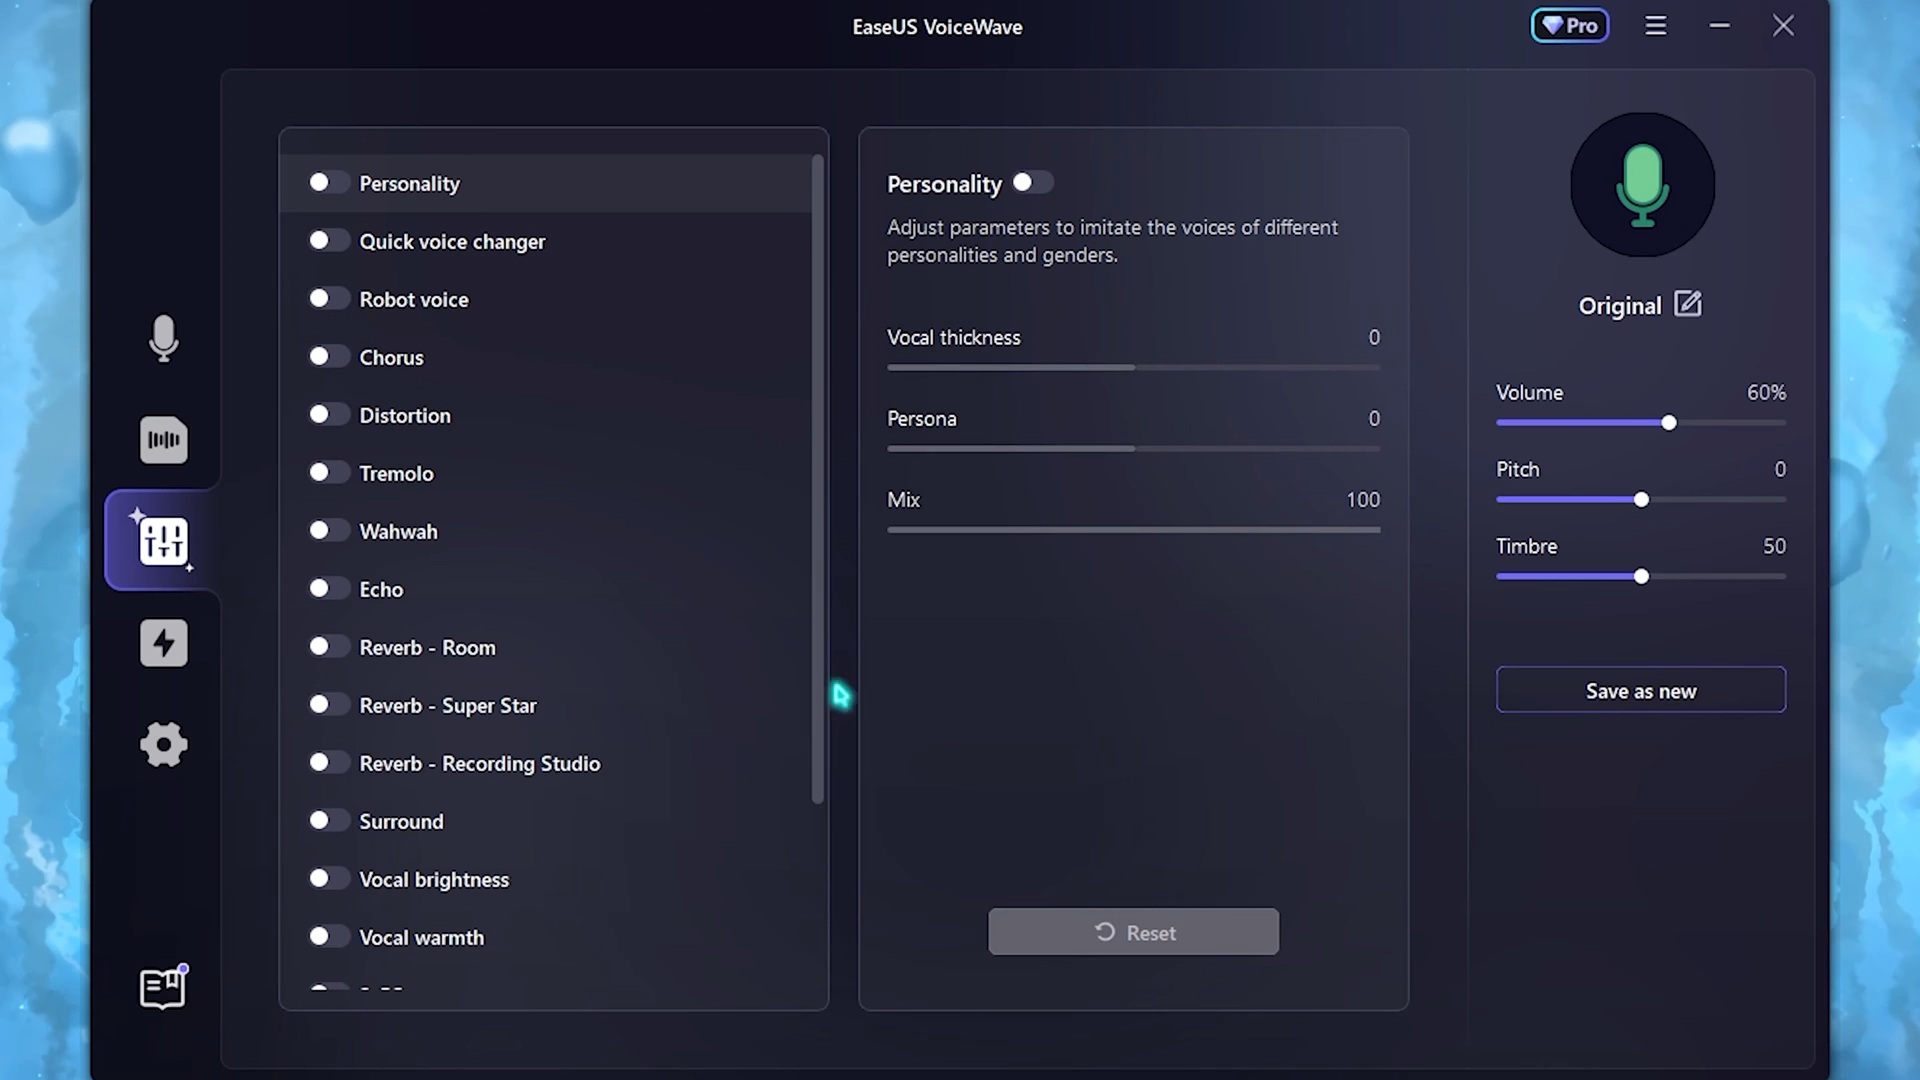 EaseUS VoiceWave
Pro
Personality
Quick voice changer
Robot voice
Chorus
Distortion
Tremolo
Wahwah
Echo
Reverb - Room
Reverb - Super Star
Reverb - Recording Studio
Surround
Vocal brightness
Vocal warmth
Personality
Adjust parameters to imitate the voices of different
personalities and genders.
Vocal thickness 0
Persona 0
Mix 100
Reset
Original
Volume 60%
Pitch 0
Timbre 50
Save as new